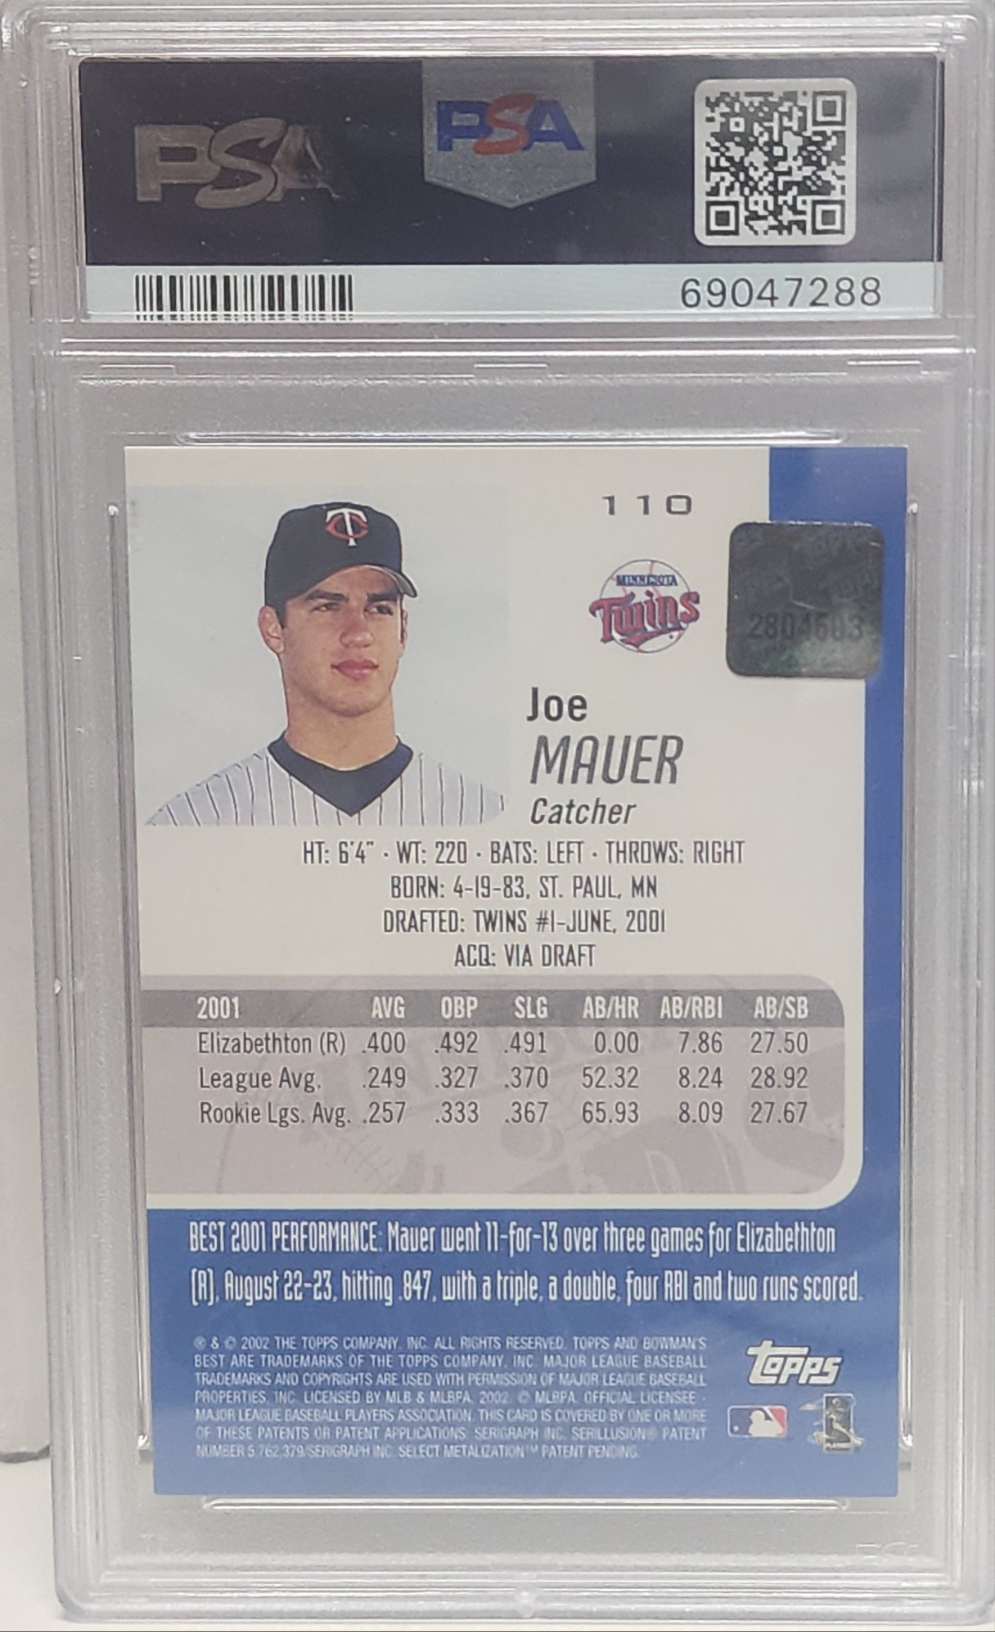 PSA
PSA
69047288
110
MINNESOTA
Twins
2804603
Joe
MAUER
Catcher
HT: 6'4" · WT: 220 · BATS: LEFT · THROWS: RIGHT
BORN: 4-19-83, ST. PAUL, MN
DRAFTED: TWINS #1-JUNE, 2001
ACQ: VIA DRAFT
2001 AVG OBP SLG AB/HR AB/RBI AB/SB
Elizabethton (R) .400 .492 .491 0.00 7.86 27.50
League Avg. .249 .327 .370 52.32 8.24 28.92
Rookie Lgs. Avg. .257 .333 .367 65.93 8.09 27.67
BEST 2001 PERFORMANCE: Mauer went 11-for-13 over three games for Elizabethton
(R), August 22-23, hitting .847, with a triple, a double, four RBI and two runs scored.
® & © 2002 THE TOPPS COMPANY, INC. ALL RIGHTS RESERVED. TOPPS AND BOWMAN'S
BEST ARE TRADEMARKS OF THE TOPPS COMPANY, INC. MAJOR LEAGUE BASEBALL
TRADEMARKS AND COPYRIGHTS ARE USED WITH PERMISSION OF MAJOR LEAGUE BASEBALL
PROPERTIES, INC. LICENSED BY MLB & MLBPA, 2002. © MLBPA. OFFICIAL LICENSEE -
MAJOR LEAGUE BASEBALL PLAYERS ASSOCIATION. THIS CARD IS COVERED BY ONE OR MORE
OF THESE PATENTS OR PATENT APPLICATIONS: SERIGRAPH INC. SERILLUSION® PATENT
NUMBER 5,762,379/SERIGRAPH INC. SELECT METALIZATION™ PATENT PENDING.
Topps